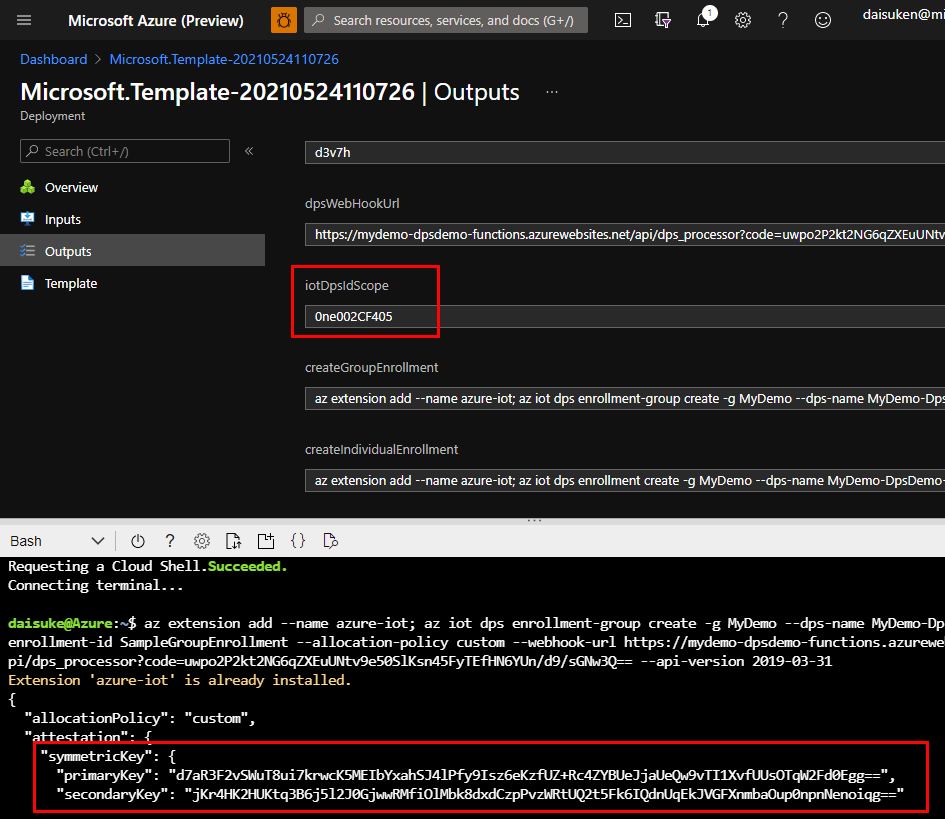 Microsoft Azure (Preview)
Search resources, services, and docs (G+/)
1
daisuken@mi
Dashboard > Microsoft.Template-20210524110726
Microsoft.Template-20210524110726 | Outputs ...
Deployment
Search (Ctrl+/)
«
Overview
Inputs
Outputs
Template
d3v7h
dpsWebHookUrl
https://mydemo-dpsdemo-functions.azurewebsites.net/api/dps_processor?code=uwpo2P2kt2NG6qZXEuUNtv
iotDpsIdScope
0ne002CF405
createGroupEnrollment
az extension add --name azure-iot; az iot dps enrollment-group create -g MyDemo --dps-name MyDemo-Dps
createIndividualEnrollment
az extension add --name azure-iot; az iot dps enrollment create -g MyDemo --dps-name MyDemo-DpsDemo-
Bash
?
{}
Requesting a Cloud Shell.Succeeded.
Connecting terminal...
daisuke@Azure:~$ az extension add --name azure-iot; az iot dps enrollment-group create -g MyDemo --dps-name MyDemo-Dp
enrollment-id SampleGroupEnrollment --allocation-policy custom --webhook-url https://mydemo-dpsdemo-functions.azurewe
pi/dps_processor?code=uwpo2P2kt2NG6qZXEuUNtv9e50SlKsn45FyTEfHN6YUn/d9/sGNw3Q== --api-version 2019-03-31
Extension 'azure-iot' is already installed.
{
"allocationPolicy": "custom",
"attestation": {
"symmetricKey": {
"primaryKey": "d7aR3F2vSWuT8ui7krwcK5MEIbYxahSJ4lPfy9Isz6eKzfUZ+Rc4ZYBUeJjaUeQw9vTI1XvfUUsOTqW2Fd0Egg==",
"secondaryKey": "jKr4HK2HUKtq3B6j5l2J0GjwwRMfiOlMbk8dxdCzpPvzWRtUQ2t5Fk6IQdnUqEkJVGFXnmbaOup0npnNenoiqg=="